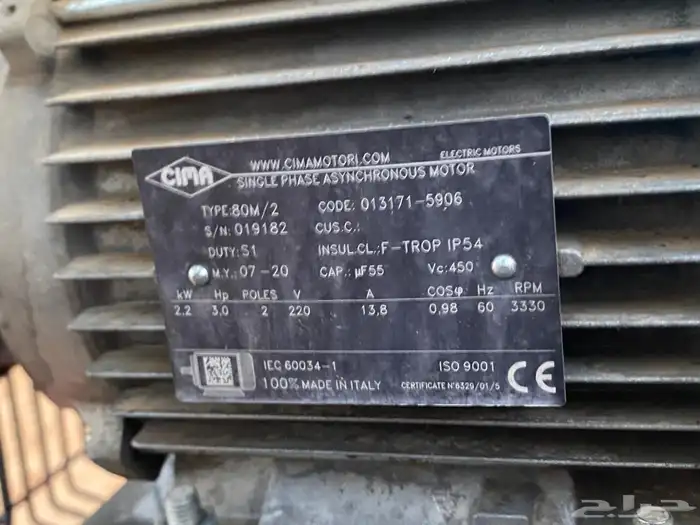 WWW.CIMAMOTORI.COM ELECTRIC MOTORS
CIMA SINGLE PHASE ASYNCHRONOUS MOTOR
TYPE:80M/2 CODE: 013171-5906
S/N: 019182 CUS.C.:
DUTY: S1 INSUL.CL.:F-TROP IP54
M.Y.: 07-20 CAP.: µF55 Vc:450
kW Hp POLES V A COSφ Hz RPM
2.2 3,0 2 220 13,8 0,98 60 3330
IEC 60034-1 ISO 9001
100% MADE IN ITALY CERTIFICATE N°6329/01/S CE
حراج